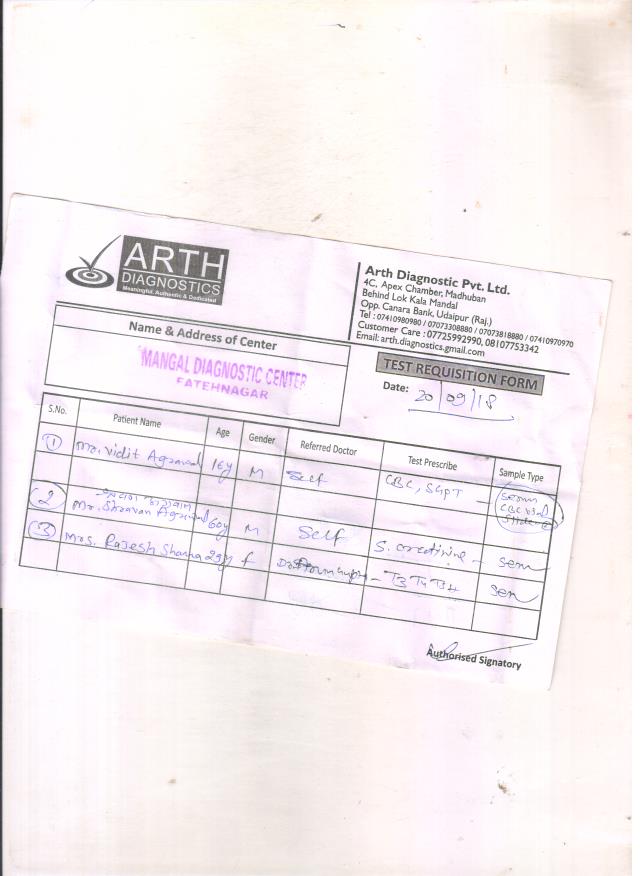 ARTH
DIAGNOSTICS
Meaningful, Authentic & Dedicated
Arth Diagnostic Pvt. Ltd.
4C, Apex Chamber, Madhuban
Behind Lok Kala Mandal
Opp. Canara Bank, Udaipur (Raj.)
Tel : 07410980980 / 07073308880 / 07073818880 / 07410970970
Customer Care : 07725992990, 08107753342
Email: arth.diagnostics.gmail.com
Name & Address of Center
MANGAL DIAGNOSTIC CENTER
FATEHNAGAR
TEST REQUISITION FORM
Date: 20/09/18
S.No. Patient Name Age Gender Referred Doctor Test Prescribe Sample Type
1 Mr. Vidit Agrawal 16y M Self CBC, SGPT -
2 Mr. Shravan Agrawal 60y M Self S. creatinine - Serum
3 Mrs. Rajesh Sharma 29y f - T3 T4 TSH
Authorised Signatory